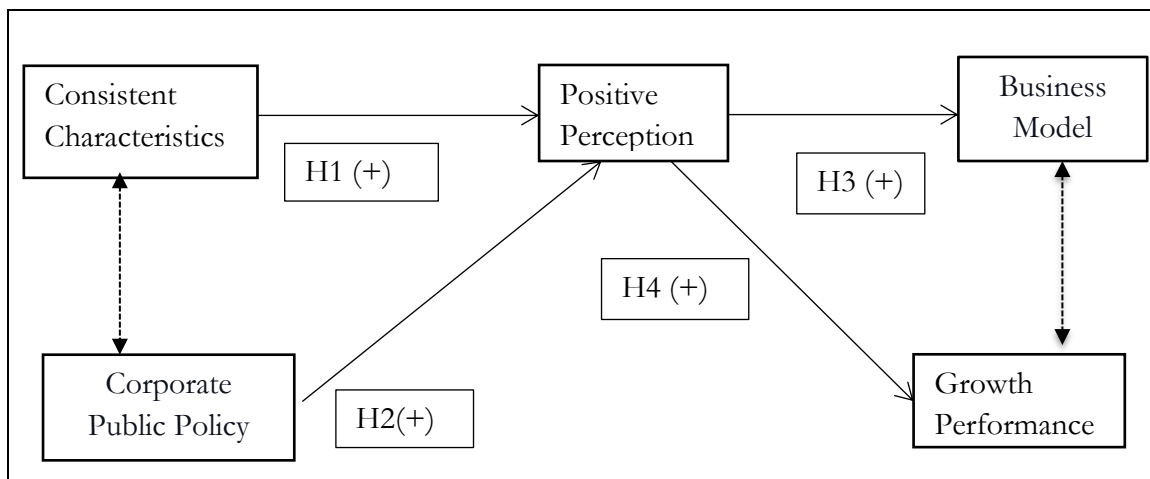 Consistent
Characteristics
Positive
Perception
Business
Model
H1 (+)
H3 (+)
H4 (+)
Corporate
Public Policy
H2(+)
Growth
Performance